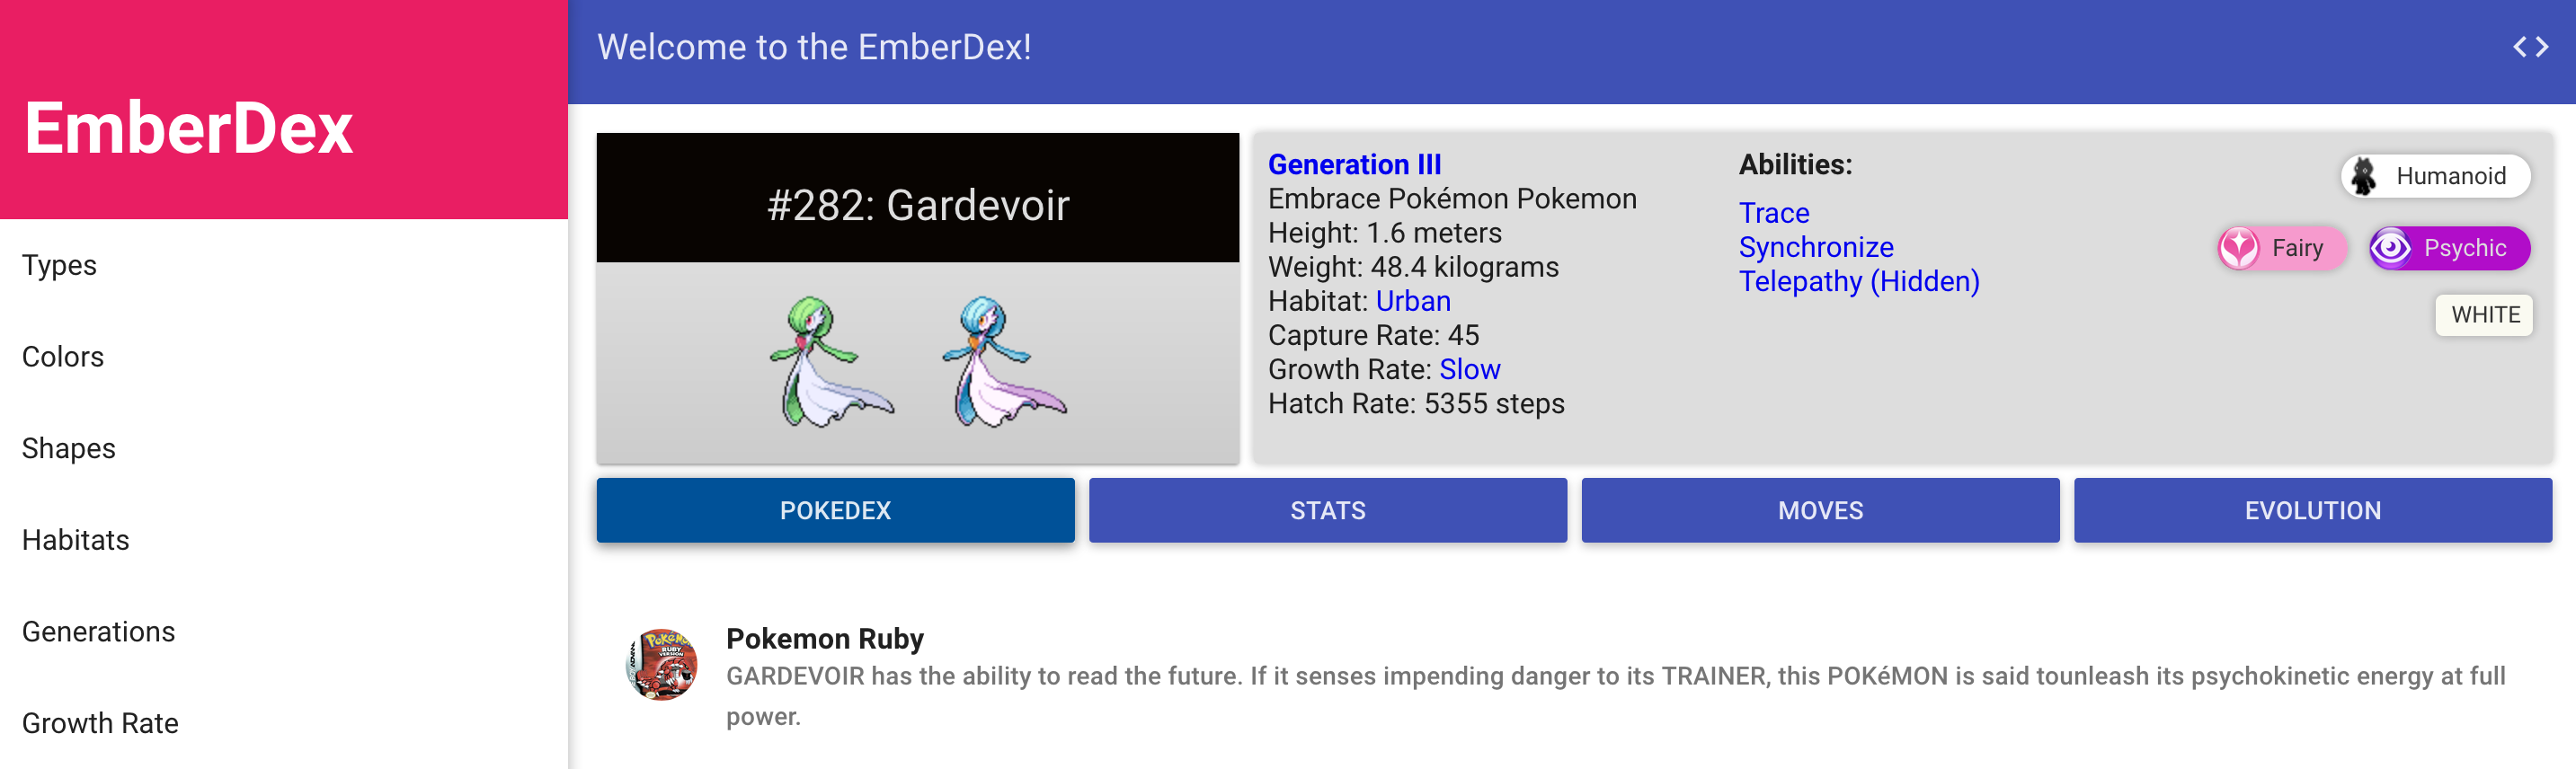 EmberDex
Types
Colors
Shapes
Habitats
Generations
Growth Rate
Welcome to the EmberDex!
#282: Gardevoir
Generation III
Embrace Pokémon Pokemon
Height: 1.6 meters
Weight: 48.4 kilograms
Habitat: Urban
Capture Rate: 45
Growth Rate: Slow
Hatch Rate: 5355 steps
Abilities:
Trace
Synchronize
Telepathy (Hidden)
Humanoid
Fairy
Psychic
WHITE
POKEDEX
STATS
MOVES
EVOLUTION
POKéMON
RUBY
VERSION
Pokemon Ruby
GARDEVOIR has the ability to read the future. If it senses impending danger to its TRAINER, this POKéMON is said tounleash its psychokinetic energy at full
power.